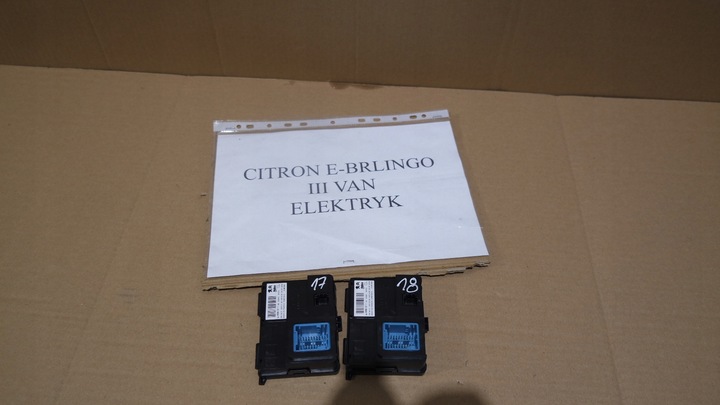 CITRON E-BRLINGO
III VAN
ELEKTRYK
17
18